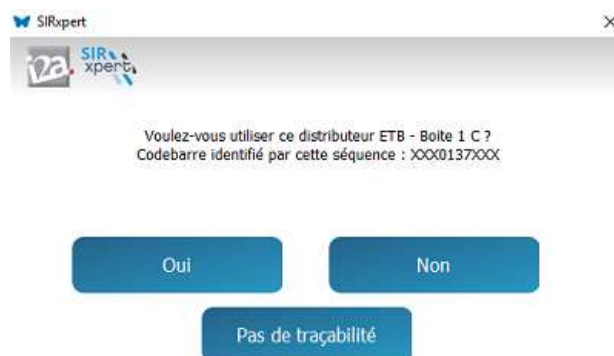 SIRxpert
i2a.
SIR
xpert
Voulez-vous utiliser ce distributeur ETB - Boite 1 C ?
Codebarre identifié par cette séquence : XXX0137XXX
Oui
Non
Pas de traçabilité